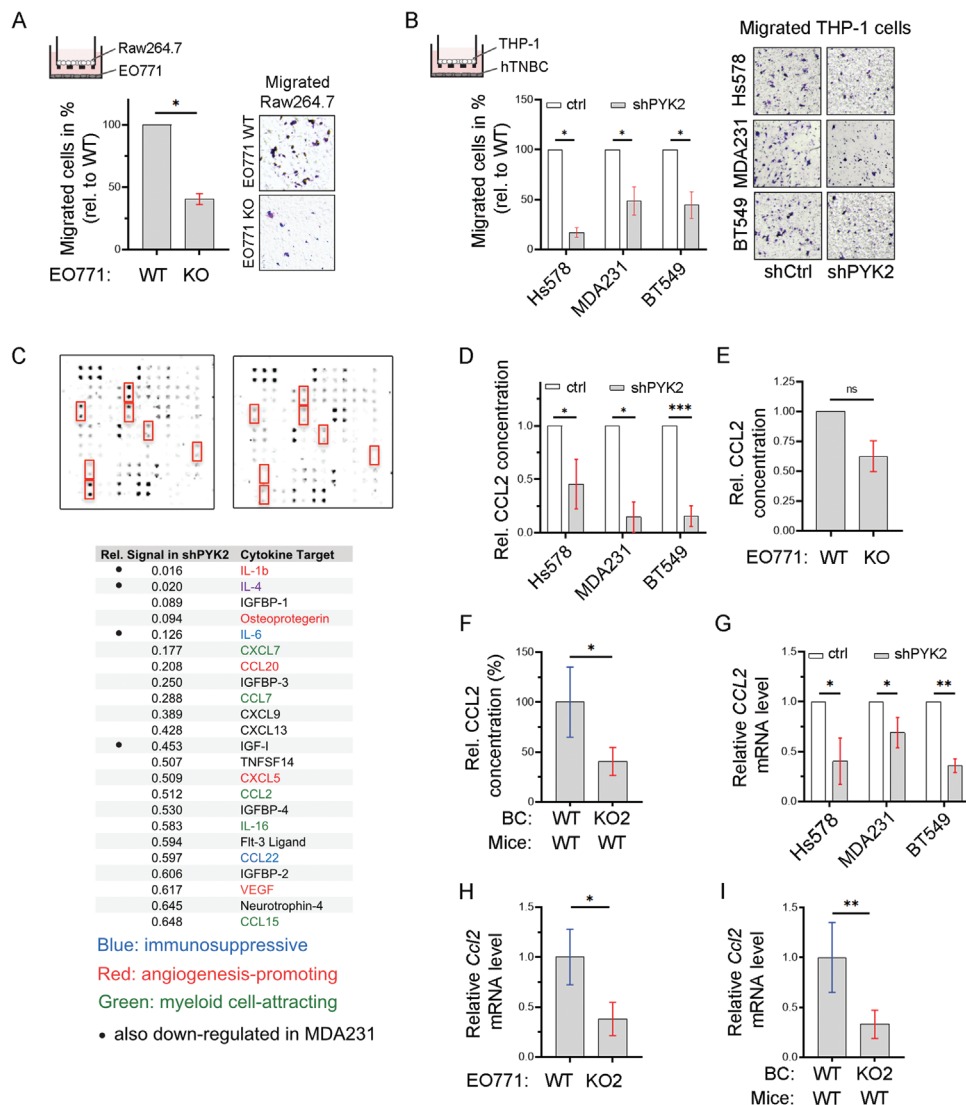 A
Raw264.7
EO771
Migrated cells in %
(rel. to WT)
100
50
0
*
EO771: WT KO
Migrated
Raw264.7
EO771 WT
EO771 KO
B
THP-1
hTNBC
Migrated cells in %
(rel. to WT)
150
100
50
0
ctrl shPYK2
* * *
Hs578 MDA231 BT549
Migrated THP-1 cells
Hs578
MDA231
BT549
shCtrl shPYK2
C
Rel. Signal in shPYK2 Cytokine Target
• 0.016 IL-1b
• 0.020 IL-4
0.089 IGFBP-1
0.094 Osteoprotegerin
• 0.126 IL-6
0.177 CXCL7
0.208 CCL20
0.250 IGFBP-3
0.288 CCL7
0.389 CXCL9
0.428 CXCL13
• 0.453 IGF-I
0.507 TNFSF14
0.509 CXCL5
0.512 CCL2
0.530 IGFBP-4
0.583 IL-16
0.594 Flt-3 Ligand
0.597 CCL22
0.606 IGFBP-2
0.617 VEGF
0.645 Neurotrophin-4
0.648 CCL15
Blue: immunosuppressive
Red: angiogenesis-promoting
Green: myeloid cell-attracting
• also down-regulated in MDA231
D
Rel. CCL2 concentration
1.0
0.5
0.0
ctrl shPYK2
* * ***
Hs578 MDA231 BT549
E
Rel. CCL2
concentration
1.25
1.00
0.75
0.50
0.25
0.00
ns
EO771: WT KO
F
Rel. CCL2
concentration (%)
150
100
50
0
*
BC: WT KO2
Mice: WT WT
G
Relative CCL2
mRNA level
1.5
1.0
0.5
0.0
ctrl shPYK2
* * **
Hs578 MDA231 BT549
H
Relative Ccl2
mRNA level
1.5
1.0
0.5
0.0
*
EO771: WT KO2
I
Relative Ccl2
mRNA level
1.5
1.0
0.5
0.0
**
BC: WT KO2
Mice: WT WT